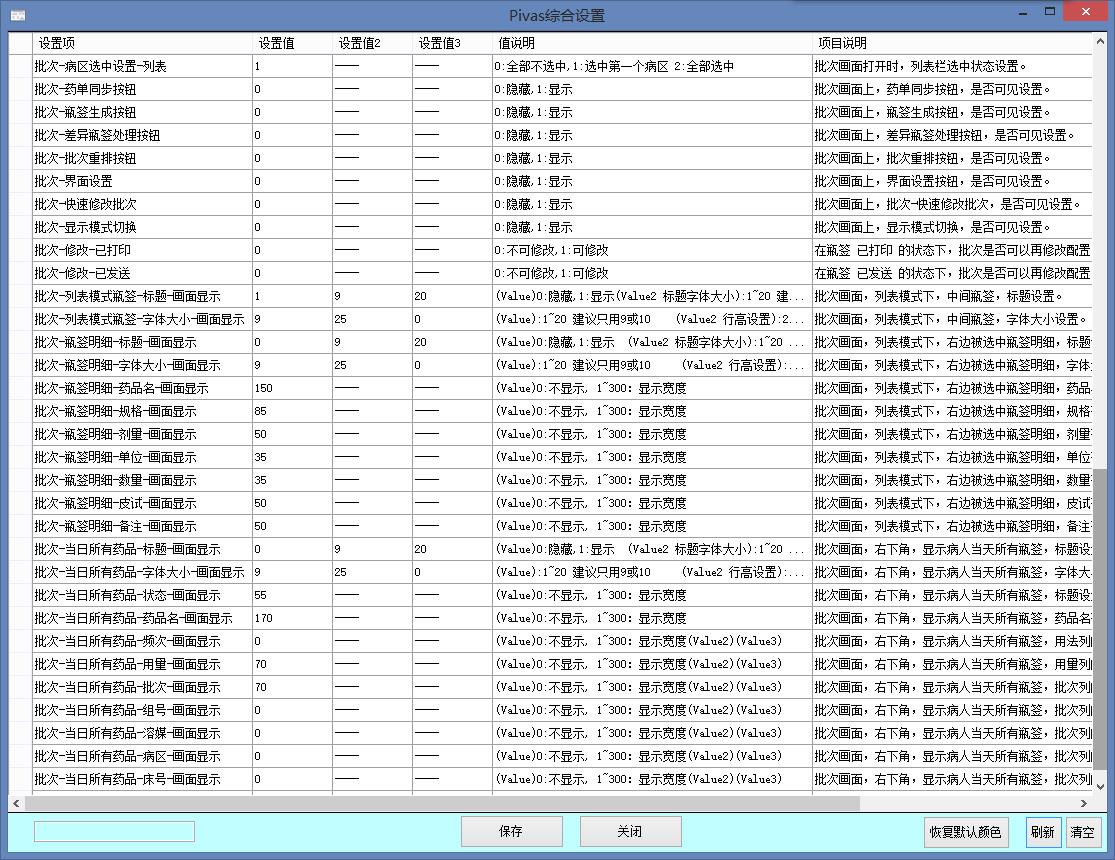 Pivas综合设置
设置项 设置值 设置值2 设置值3 值说明 项目说明
批次-病区选中设置-列表 1 —— —— 0:全部不选中,1:选中第一个病区 2:全部选中 批次画面打开时，列表栏选中状态设置。
批次-药单同步按钮 0 —— —— 0:隐藏,1:显示 批次画面上，药单同步按钮，是否可见设置。
批次-瓶签生成按钮 0 —— —— 0:隐藏,1:显示 批次画面上，瓶签生成按钮，是否可见设置。
批次-差异瓶签处理按钮 0 —— —— 0:隐藏,1:显示 批次画面上，差异瓶签处理按钮，是否可见设置。
批次-批次重排按钮 0 —— —— 0:隐藏,1:显示 批次画面上，批次重排按钮，是否可见设置。
批次-界面设置 0 —— —— 0:隐藏,1:显示 批次画面上，界面设置按钮，是否可见设置。
批次-快速修改批次 0 —— —— 0:隐藏,1:显示 批次画面上，批次-快速修改批次，是否可见设置。
批次-显示模式切换 0 —— —— 0:隐藏,1:显示 批次画面上，显示模式切换，是否可见设置。
批次-修改-已打印 0 —— —— 0:不可修改,1:可修改 在瓶签 已打印 的状态下，批次是否可以再修改配置
批次-修改-已发送 0 —— —— 0:不可修改,1:可修改 在瓶签 已发送 的状态下，批次是否可以再修改配置
批次-列表模式瓶签-标题-画面显示 1 9 20 (Value)0:隐藏,1:显示(Value2 标题字体大小):1~20 建... 批次画面，列表模式下，中间瓶签，标题设置。
批次-列表模式瓶签-字体大小-画面显示 9 25 0 (Value):1~20 建议只用9或10 (Value2 行高设置):2... 批次画面，列表模式下，中间瓶签，字体大小设置。
批次-瓶签明细-标题-画面显示 0 9 20 (Value)0:隐藏,1:显示 (Value2 标题字体大小):1~20 ... 批次画面，列表模式下，右边被选中瓶签明细，标题
批次-瓶签明细-字体大小-画面显示 9 25 0 (Value):1~20 建议只用9或10 (Value2 行高设置):... 批次画面，列表模式下，右边被选中瓶签明细，字体
批次-瓶签明细-药品名-画面显示 150 —— —— (Value)0:不显示, 1~300: 显示宽度 批次画面，列表模式下，右边被选中瓶签明细，药品
批次-瓶签明细-规格-画面显示 85 —— —— (Value)0:不显示, 1~300: 显示宽度 批次画面，列表模式下，右边被选中瓶签明细，规格
批次-瓶签明细-剂量-画面显示 50 —— —— (Value)0:不显示, 1~300: 显示宽度 批次画面，列表模式下，右边被选中瓶签明细，剂量
批次-瓶签明细-单位-画面显示 35 —— —— (Value)0:不显示, 1~300: 显示宽度 批次画面，列表模式下，右边被选中瓶签明细，单位
批次-瓶签明细-数量-画面显示 35 —— —— (Value)0:不显示, 1~300: 显示宽度 批次画面，列表模式下，右边被选中瓶签明细，数量
批次-瓶签明细-皮试-画面显示 50 —— —— (Value)0:不显示, 1~300: 显示宽度 批次画面，列表模式下，右边被选中瓶签明细，皮试
批次-瓶签明细-备注-画面显示 50 —— —— (Value)0:不显示, 1~300: 显示宽度 批次画面，列表模式下，右边被选中瓶签明细，备注
批次-当日所有药品-标题-画面显示 0 9 20 (Value)0:隐藏,1:显示 (Value2 标题字体大小):1~20 ... 批次画面，右下角，显示病人当天所有瓶签，标题设
批次-当日所有药品-字体大小-画面显示 9 25 0 (Value):1~20 建议只用9或10 (Value2 行高设置):... 批次画面，右下角，显示病人当天所有瓶签，字体大
批次-当日所有药品-状态-画面显示 55 —— —— (Value)0:不显示, 1~300: 显示宽度 批次画面，右下角，显示病人当天所有瓶签，标题设
批次-当日所有药品-药品名-画面显示 170 —— —— (Value)0:不显示, 1~300: 显示宽度 批次画面，右下角，显示病人当天所有瓶签，药品名
批次-当日所有药品-频次-画面显示 0 —— —— (Value)0:不显示, 1~300: 显示宽度(Value2)(Value3) 批次画面，右下角，显示病人当天所有瓶签，用法列
批次-当日所有药品-用量-画面显示 70 —— —— (Value)0:不显示, 1~300: 显示宽度(Value2)(Value3) 批次画面，右下角，显示病人当天所有瓶签，用量列
批次-当日所有药品-批次-画面显示 70 —— —— (Value)0:不显示, 1~300: 显示宽度(Value2)(Value3) 批次画面，右下角，显示病人当天所有瓶签，批次列
批次-当日所有药品-组号-画面显示 0 —— —— (Value)0:不显示, 1~300: 显示宽度(Value2)(Value3) 批次画面，右下角，显示病人当天所有瓶签，批次列
批次-当日所有药品-溶媒-画面显示 0 —— —— (Value)0:不显示, 1~300: 显示宽度(Value2)(Value3) 批次画面，右下角，显示病人当天所有瓶签，批次列
批次-当日所有药品-病区-画面显示 0 —— —— (Value)0:不显示, 1~300: 显示宽度(Value2)(Value3) 批次画面，右下角，显示病人当天所有瓶签，批次列
批次-当日所有药品-床号-画面显示 0 —— —— (Value)0:不显示, 1~300: 显示宽度(Value2)(Value3) 批次画面，右下角，显示病人当天所有瓶签，批次列
保存 关闭 恢复默认颜色 刷新 清空